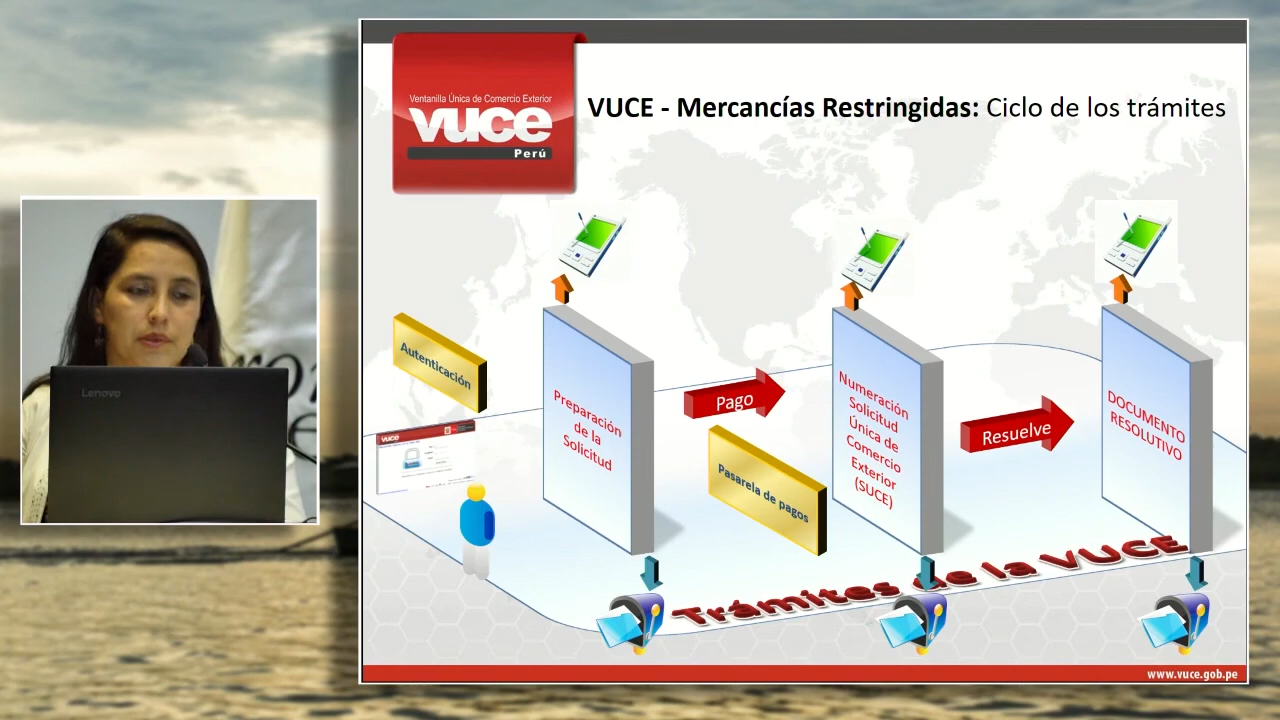 Ventanilla Única de Comercio Exterior
vuce
Perú
VUCE - Mercancías Restringidas: Ciclo de los trámites
Autenticación
vuce
Preparación
de la
Solicitud
Pago
Pasarela de pagos
Numeración
Solicitud
Única de
Comercio
Exterior
(SUCE)
Resuelve
DOCUMENTO
RESOLUTIVO
Trámites de la VUCE
www.vuce.gob.pe
Lenovo